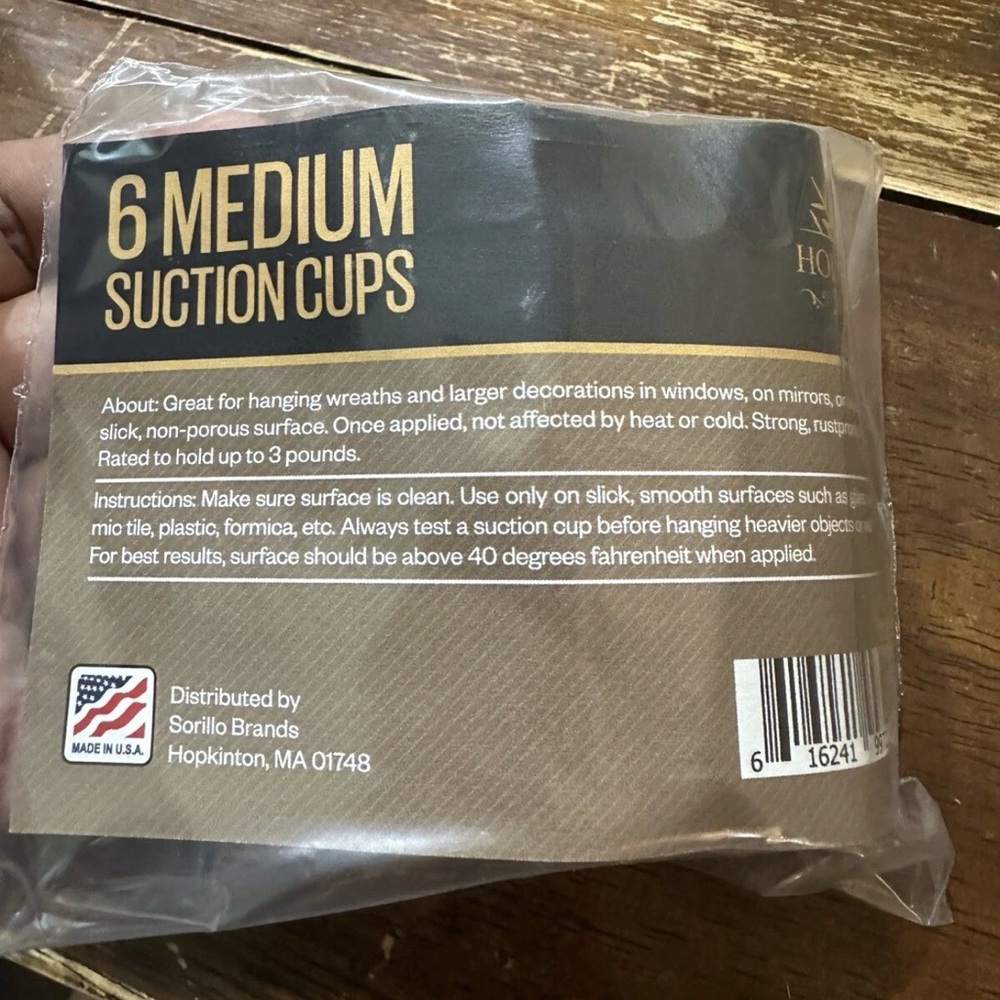 6 MEDIUM
SUCTION CUPS
HO
About: Great for hanging wreaths and larger decorations in windows, on mirrors, or
slick, non-porous surface. Once applied, not affected by heat or cold. Strong,
Rated to hold up to 3 pounds.
Instructions: Make sure surface is clean. Use only on slick, smooth surfaces such as
mic tile, plastic, formica, etc. Always test a suction cup before hanging heavier objects
For best results, surface should be above 40 degrees fahrenheit when applied.
MADE IN U.S.A.
Distributed by
Sorillo Brands
Hopkinton, MA 01748
6 16241